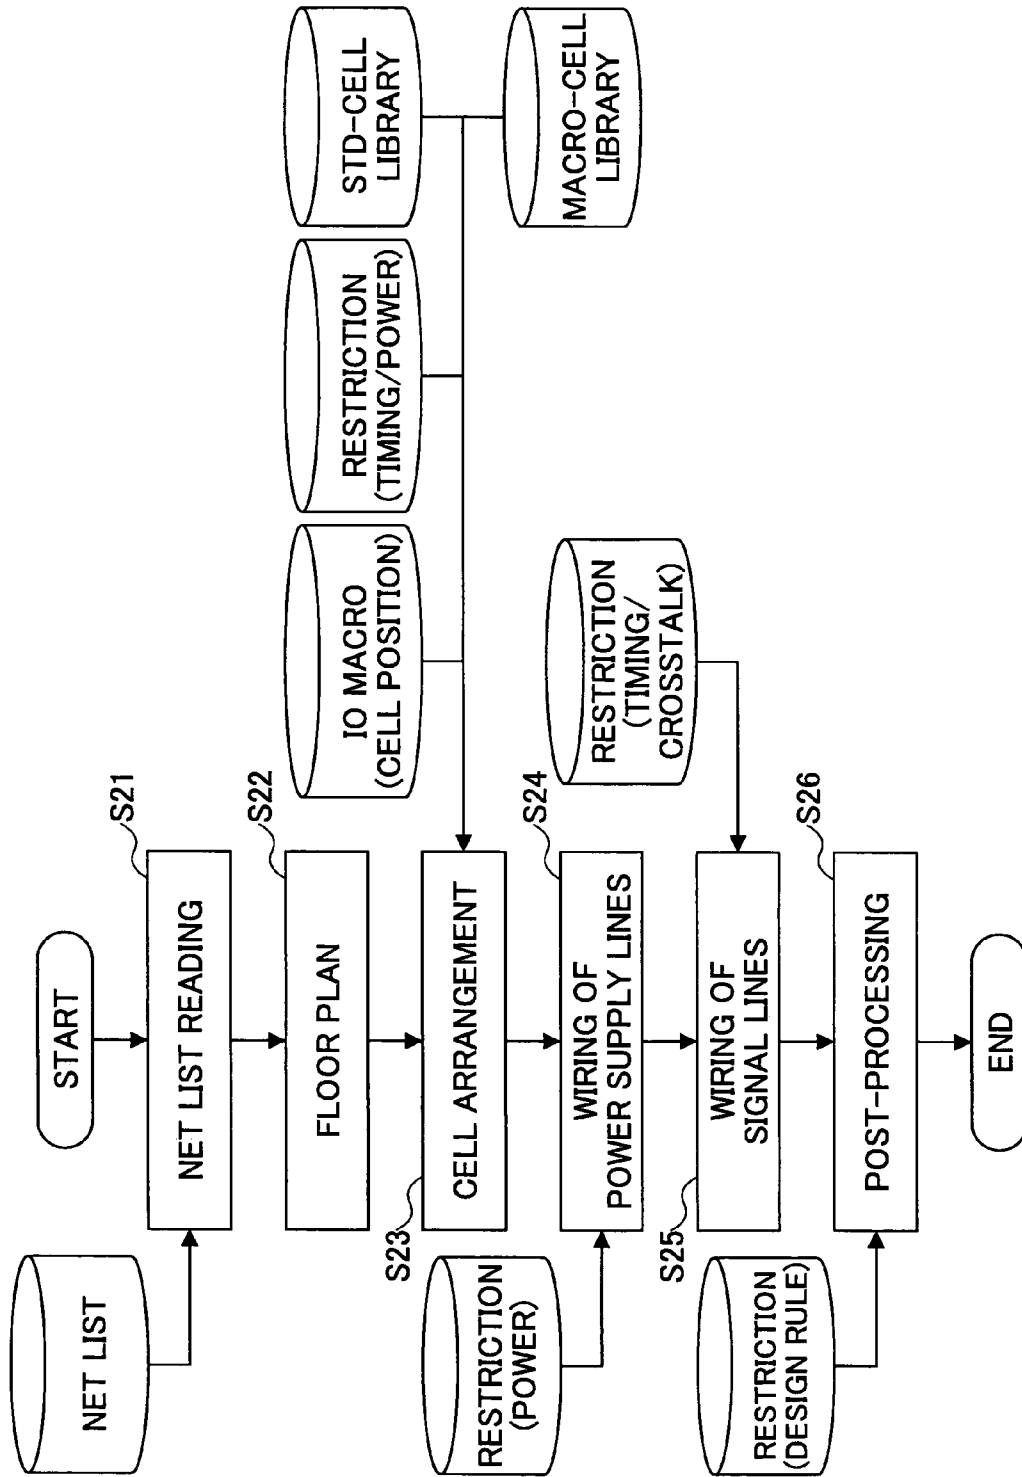 START
NET LIST
S21
NET LIST READING
S22
FLOOR PLAN
IO MACRO
(CELL POSITION)
RESTRICTION
(TIMING/POWER)
STD-CELL
LIBRARY
MACRO-CELL
LIBRARY
S23
CELL ARRANGEMENT
RESTRICTION
(POWER)
S24
WIRING OF
POWER SUPPLY LINES
RESTRICTION
(TIMING/
CROSSTALK)
S25
WIRING OF
SIGNAL LINES
RESTRICTION
(DESIGN RULE)
S26
POST-PROCESSING
END